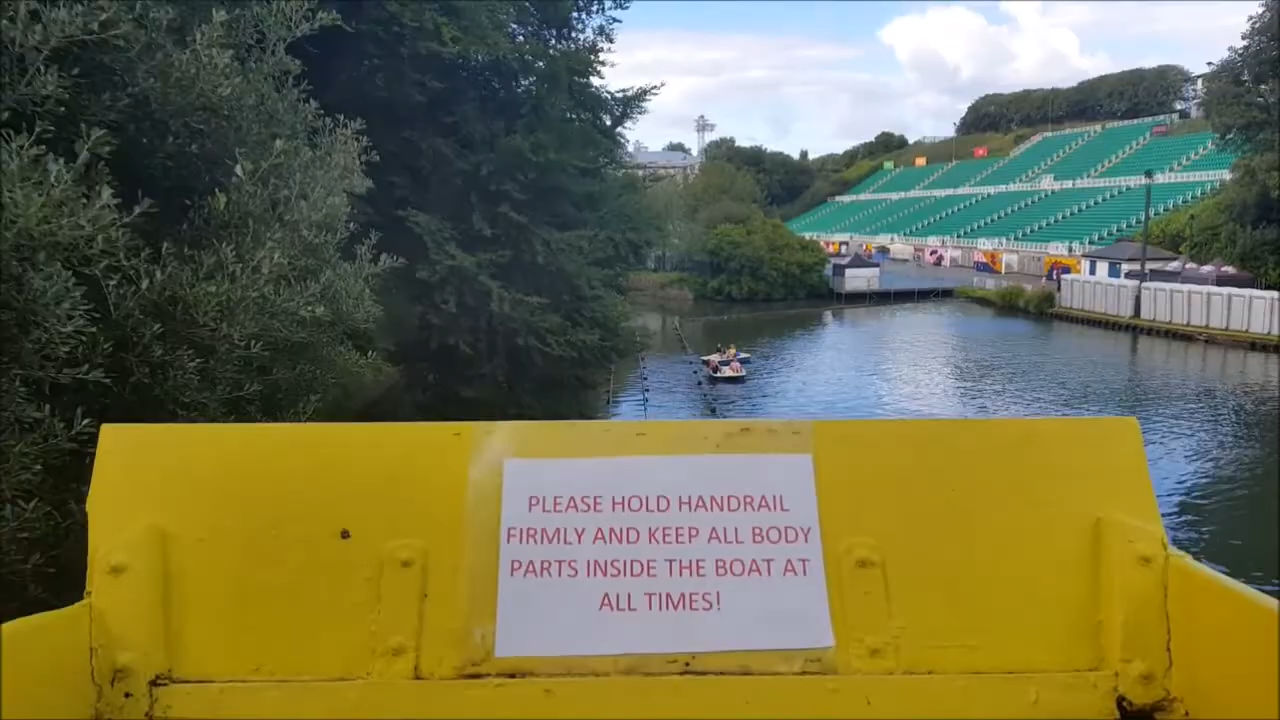 PLEASE HOLD HANDRAIL
FIRMLY AND KEEP ALL BODY
PARTS INSIDE THE BOAT AT
ALL TIMES!